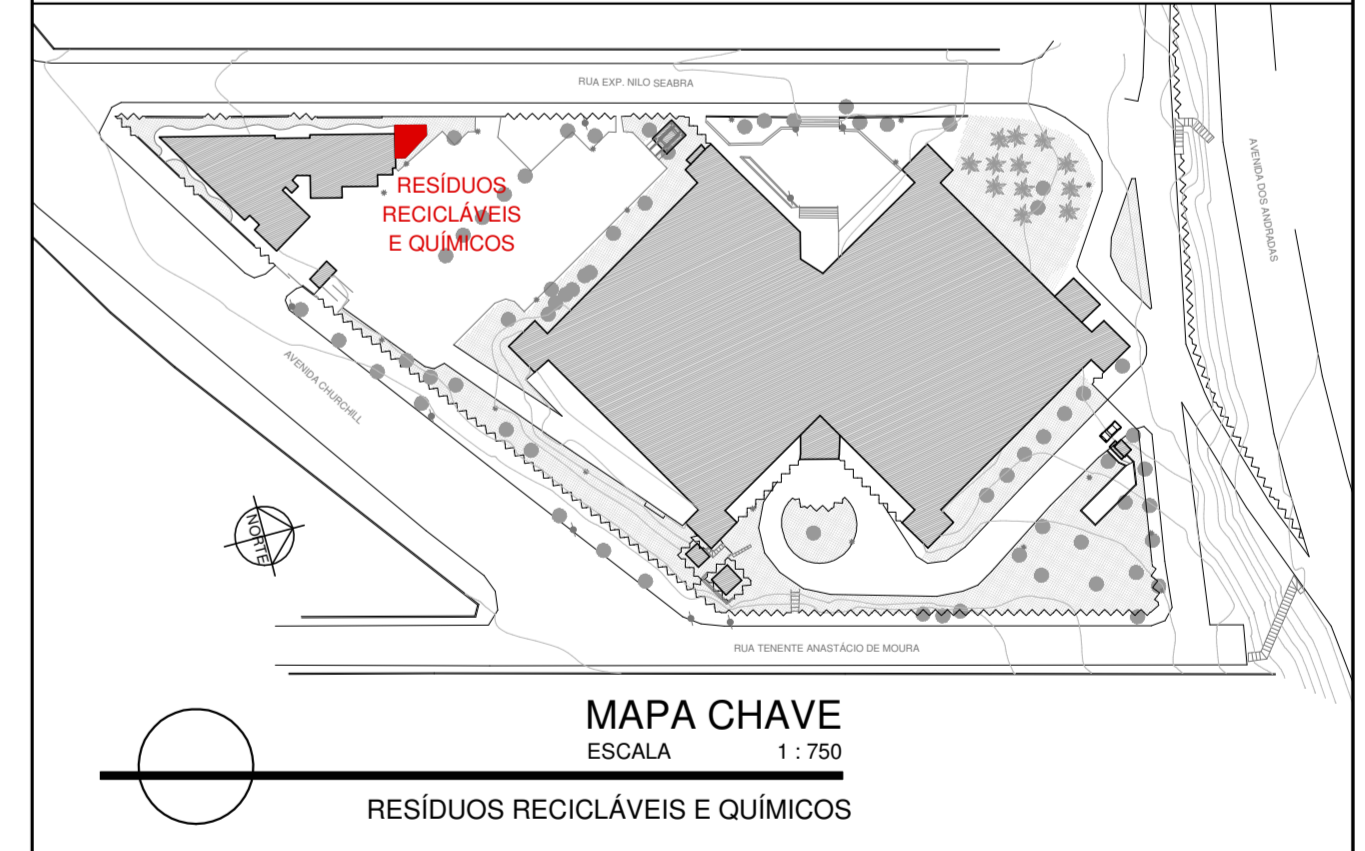 RUA EXP. NILO SEABRA
AVENIDA DOS ANDRADAS
RESÍDUOS
RECICLÁVEIS
E QUÍMICOS
AVENIDA CHURCHILL
NORTE
RUA TENENTE ANASTÁCIO DE MOURA
MAPA CHAVE
ESCALA 1 : 750
RESÍDUOS RECICLÁVEIS E QUÍMICOS